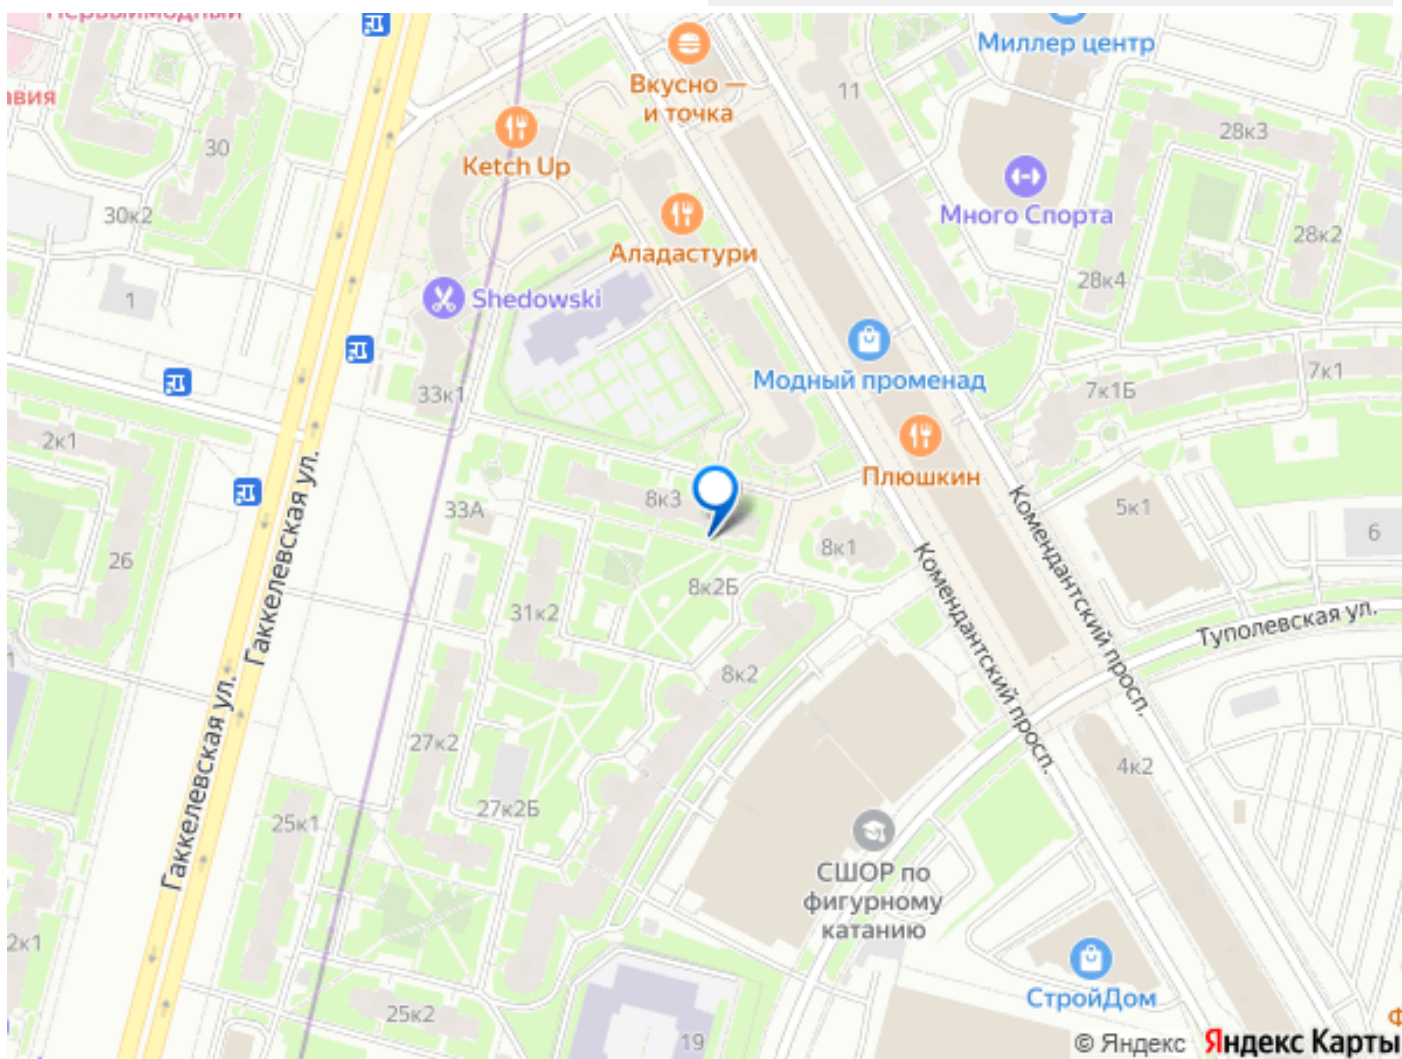 Миллер центр
Вкусно —
и точка
11
авия
28к3
30
Ketch Up
Много Спорта
30к2
28к2
Аладастури
28к4
1
Shedowski
Модный променад
7к1
33к1
7к1Б
2к1
Плюшкин
Гаккелевская ул.
8к3
33А
5к1
Комендантский просп.
6
8к1
26
8к2Б
31к2
Комендантский просп.
Туполевская ул.
8к2
Гаккелевская ул.
27к2
4к2
27к2Б
25к1
СШОР по
фигурному
катанию
2к1
СтройДом
25к2
19
© Яндекс Яндекс Карты